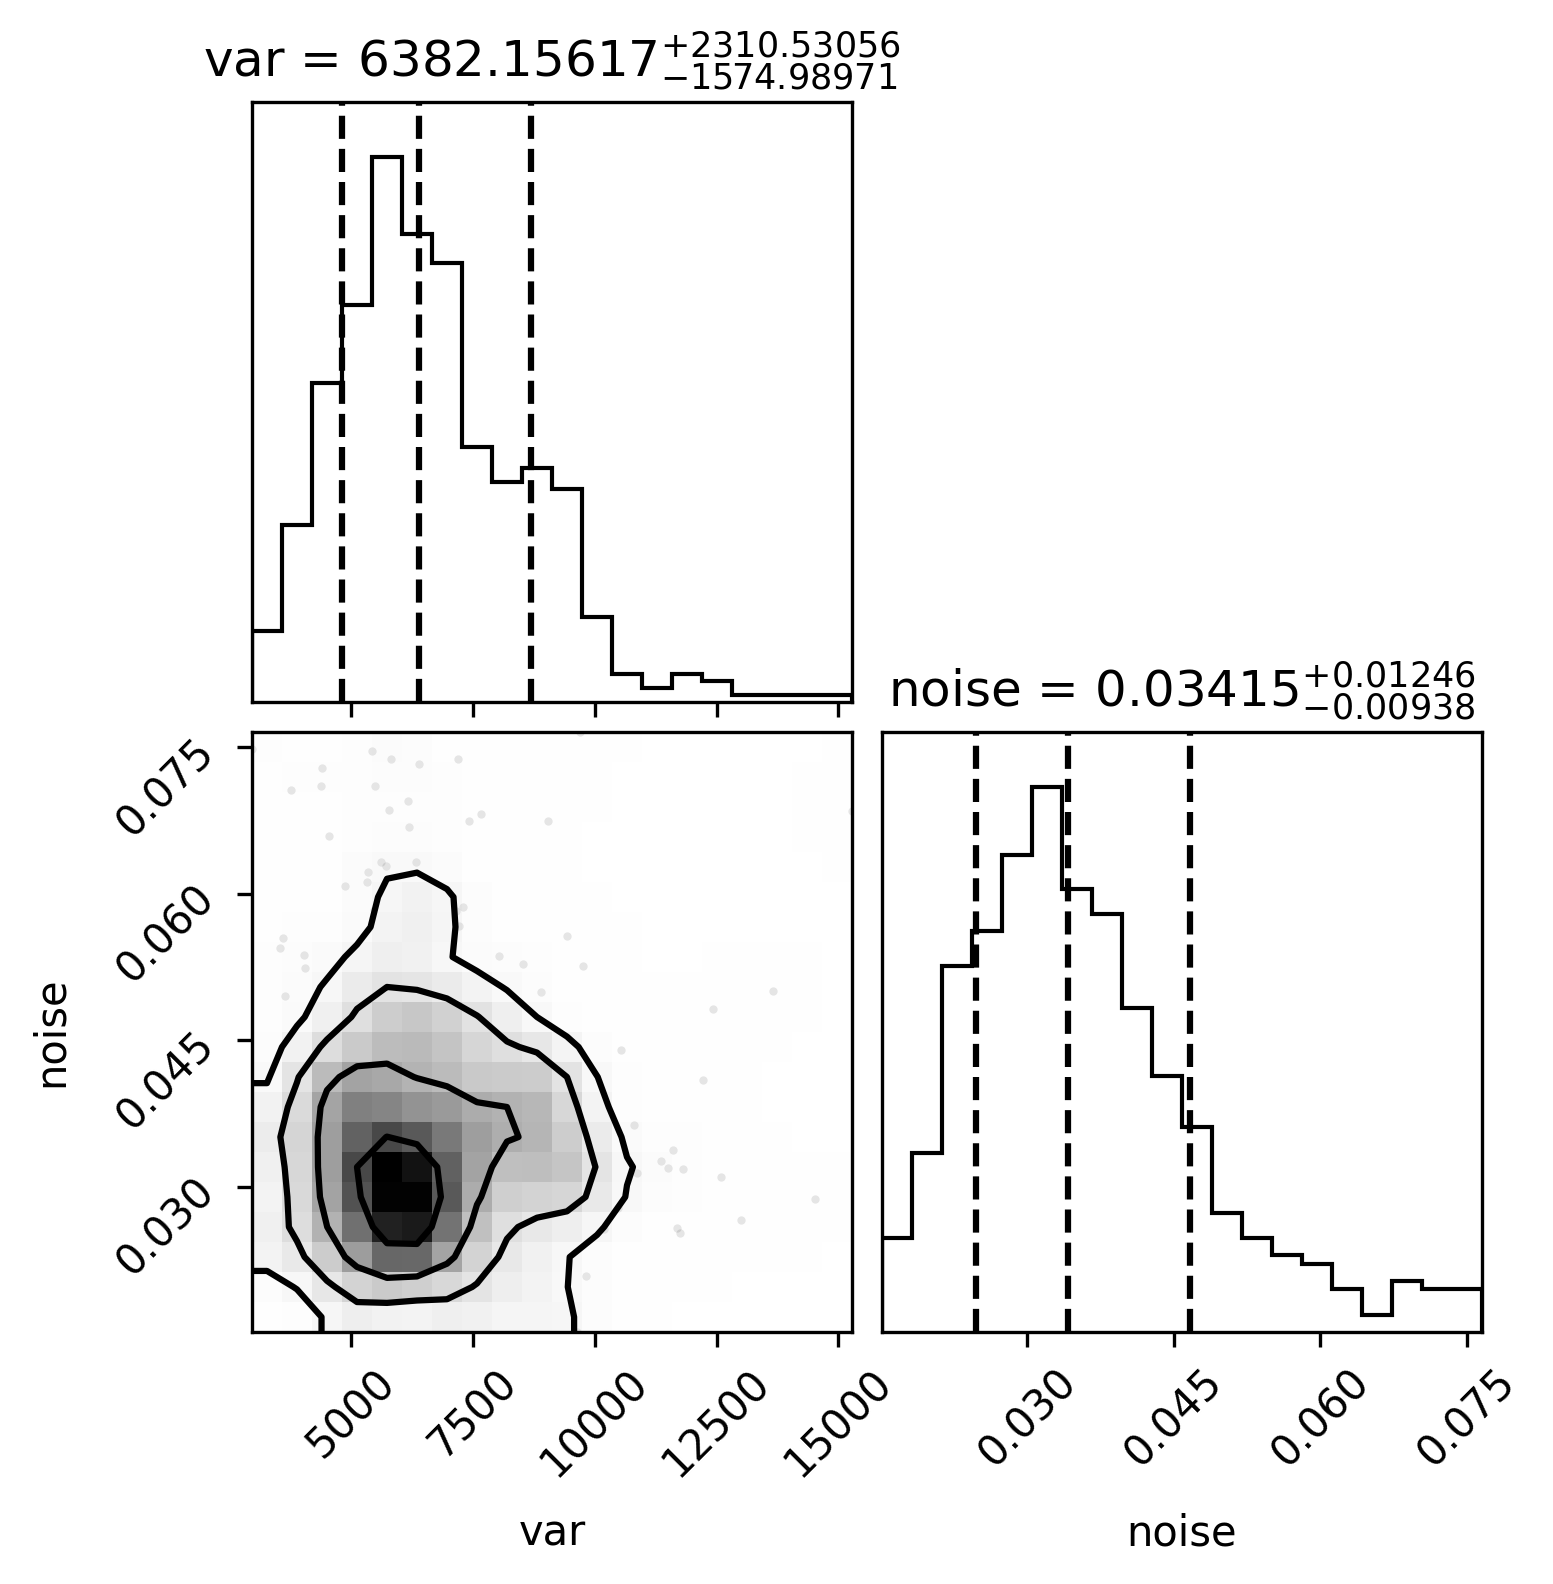 var = 6382.15617+2310.53056−1574.98971
noise = 0.03415+0.01246−0.00938
0.075
0.060
0.045
0.030
noise
5000 7500 10000 12500 15000
0.030 0.045 0.060 0.075
var
noise